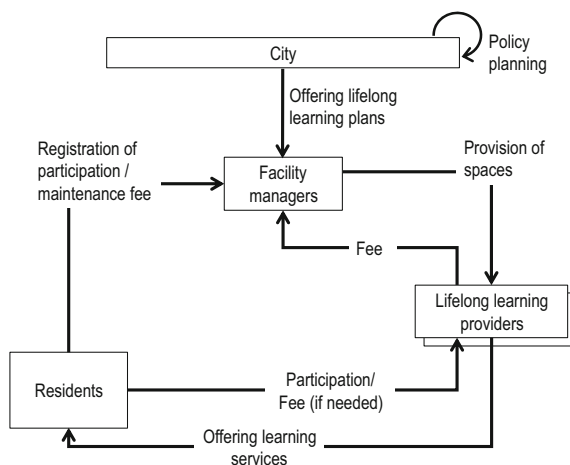 City
Policy
planning
Offering lifelong
learning plans
Registration of
participation /
maintenance fee
Facility
managers
Provision of
spaces
Fee
Lifelong learning
providers
Residents
Participation/
Fee (if needed)
Offering learning
services